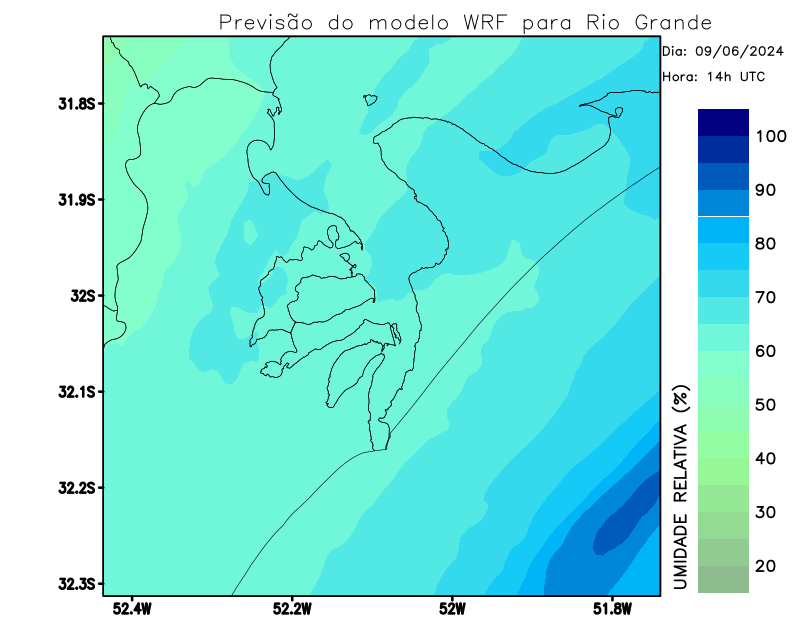 Previsão do modelo WRF para Rio Grande
Dia: 09/06/2024
Hora: 14h UTC
31.8S
31.9S
32S
32.1S
32.2S
32.3S
52.4W
52.2W
52W
51.8W
100
90
80
70
60
50
40
30
20
UMIDADE RELATIVA (%)